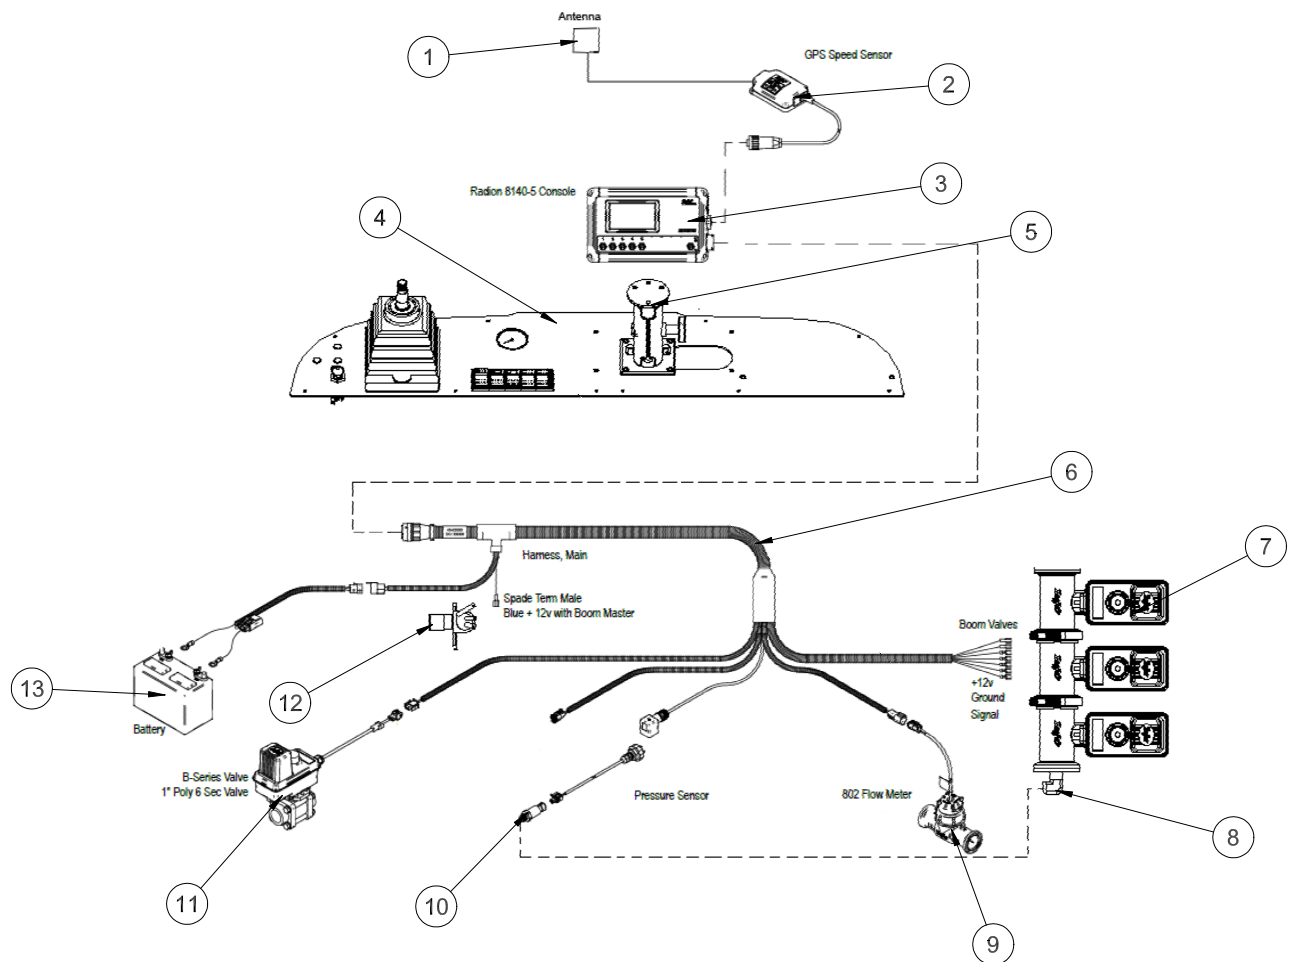 Antenna
1
GPS Speed Sensor
2
Radion 8140-5 Console
3
4
5
6
Harness, Main
7
Spade Term Male
Blue + 12v with Boom Master
Boom Valves
12
+12v
Ground
Signal
13
Battery
B-Series Valve
1" Poly 6 Sec Valve
Pressure Sensor
802 Flow Meter
8
11
10
9